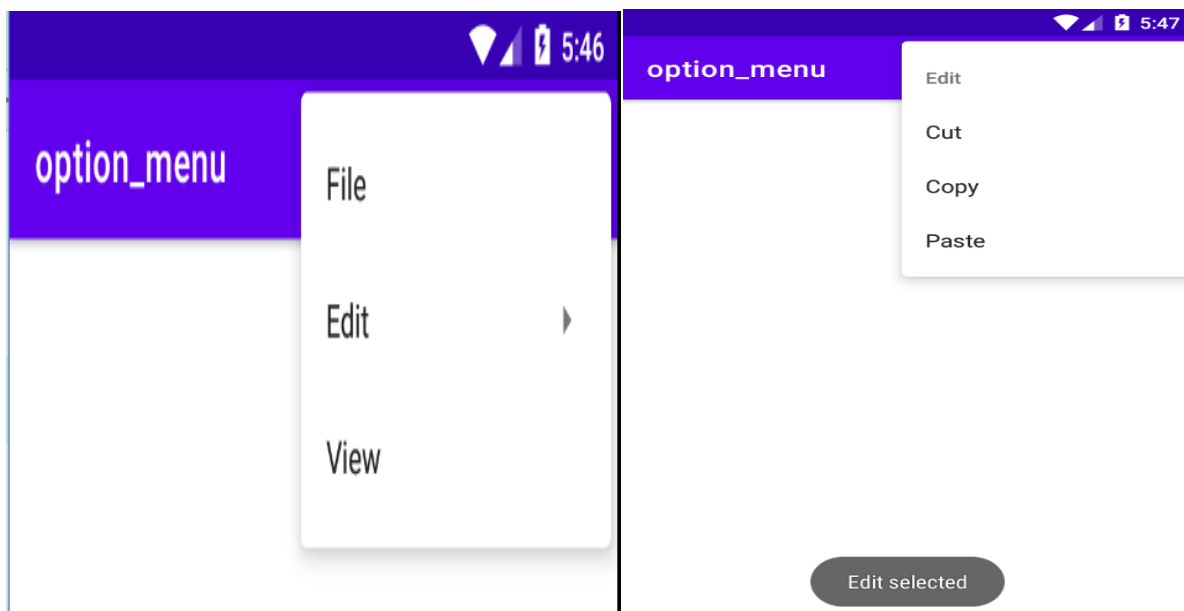 5:46
option_menu
File
Edit
View
5:47
option_menu
Edit
Cut
Copy
Paste
Edit selected